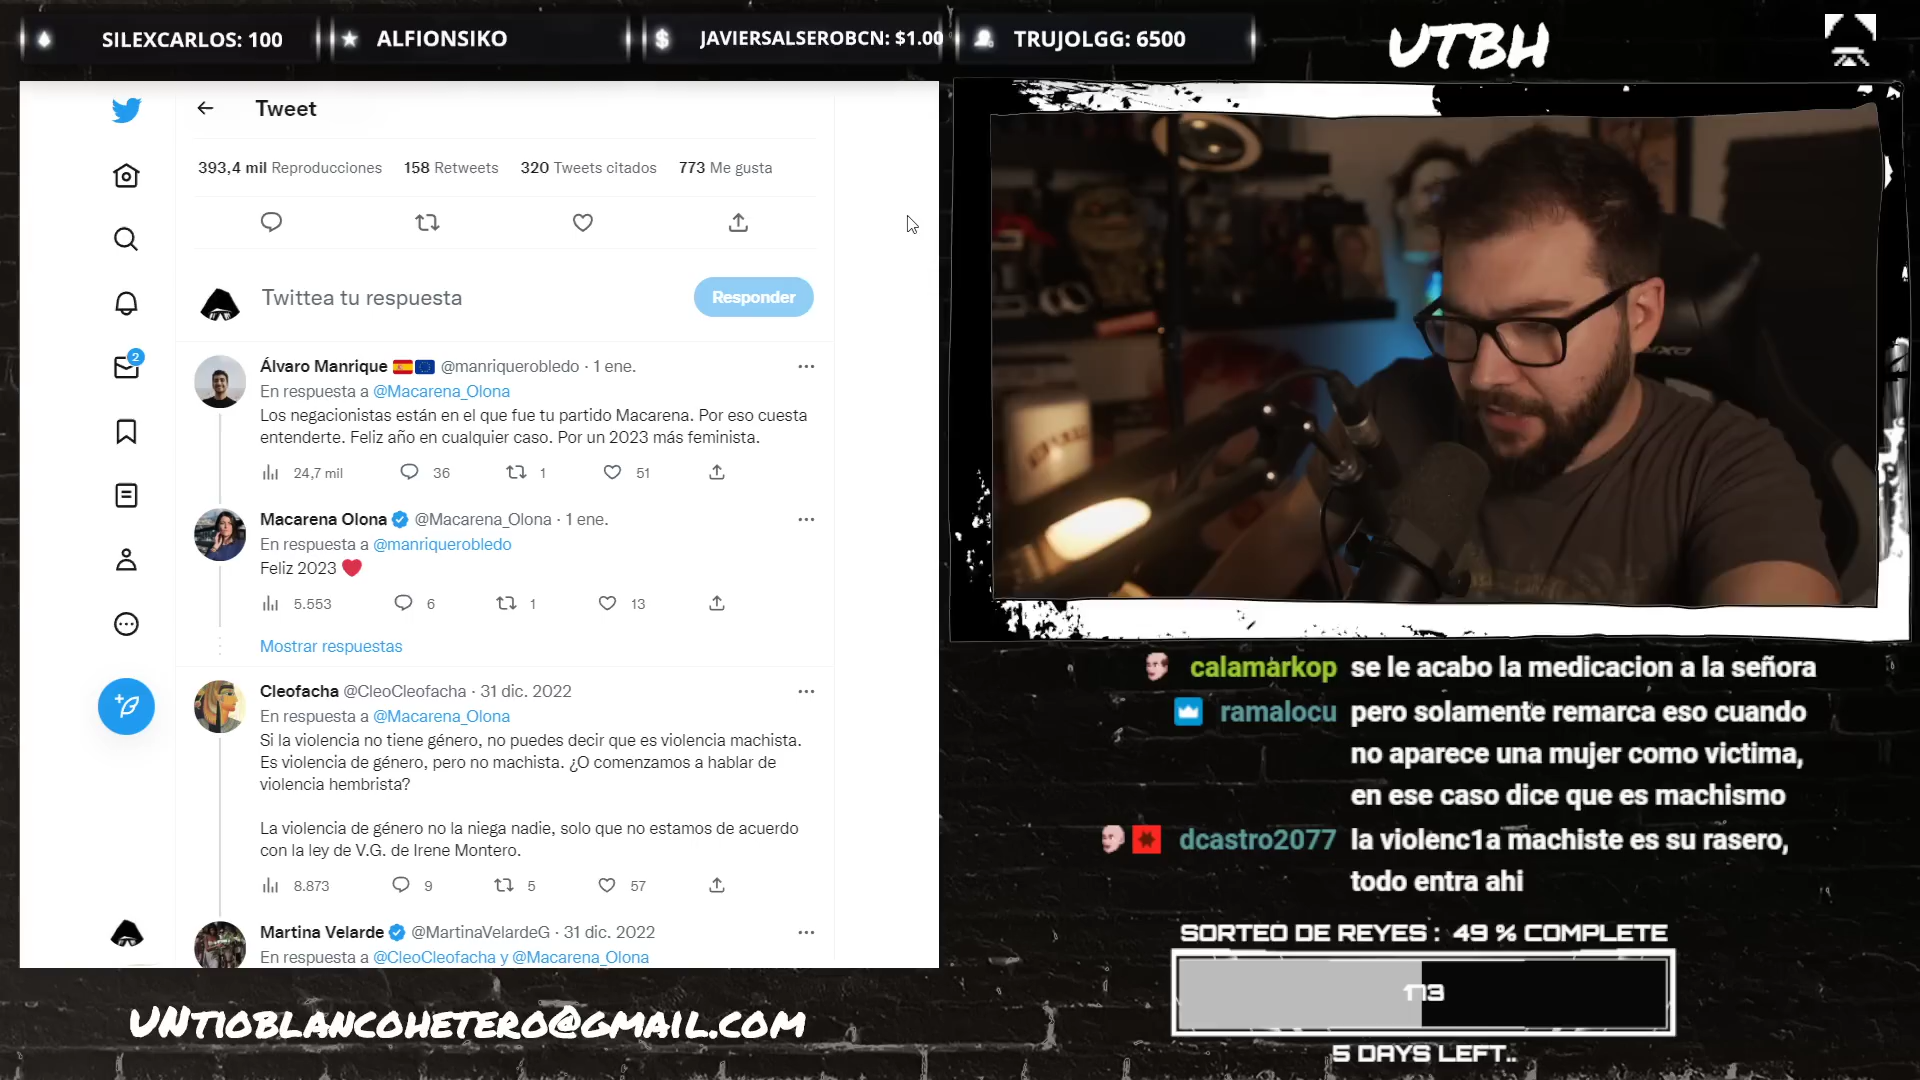 SILEXCARLOS: 100
ALFIONSIKO
JAVIERSALSEROBCN: $1.00
TRUJOLGG: 6500
UTBH
Tweet
393,4 mil Reproducciones 158 Retweets 320 Tweets citados 773 Me gusta
Twittea tu respuesta
Responder
2
Álvaro Manrique @manriquerobledo · 1 ene.
En respuesta a @Macarena_Olona
Los negacionistas están en el que fue tu partido Macarena. Por eso cuesta
entenderte. Feliz año en cualquier caso. Por un 2023 más feminista.
24,7 mil 36 1 51
Macarena Olona @Macarena_Olona · 1 ene.
En respuesta a @manriquerobledo
Feliz 2023 ❤️
5.553 6 1 13
Mostrar respuestas
Cleofacha @CleoCleofacha · 31 dic. 2022
En respuesta a @Macarena_Olona
Si la violencia no tiene género, no puedes decir que es violencia machista.
Es violencia de género, pero no machista. ¿O comenzamos a hablar de
violencia hembrista?
La violencia de género no la niega nadie, solo que no estamos de acuerdo
con la ley de V.G. de Irene Montero.
8.873 9 5 57
Martina Velarde @MartinaVelardeG · 31 dic. 2022
En respuesta a @CleoCleofacha y @Macarena_Olona
calamarkop se le acabo la medicacion a la señora
ramalocu pero solamente remarca eso cuando
no aparece una mujer como victima,
en ese caso dice que es machismo
dcastro2077 la violenc1a machiste es su rasero,
todo entra ahi
SORTEO DE REYES : 49 % COMPLETE
173
5 DAYS LEFT..
UNTIOBLANCOHETERO@GMAIL.COM